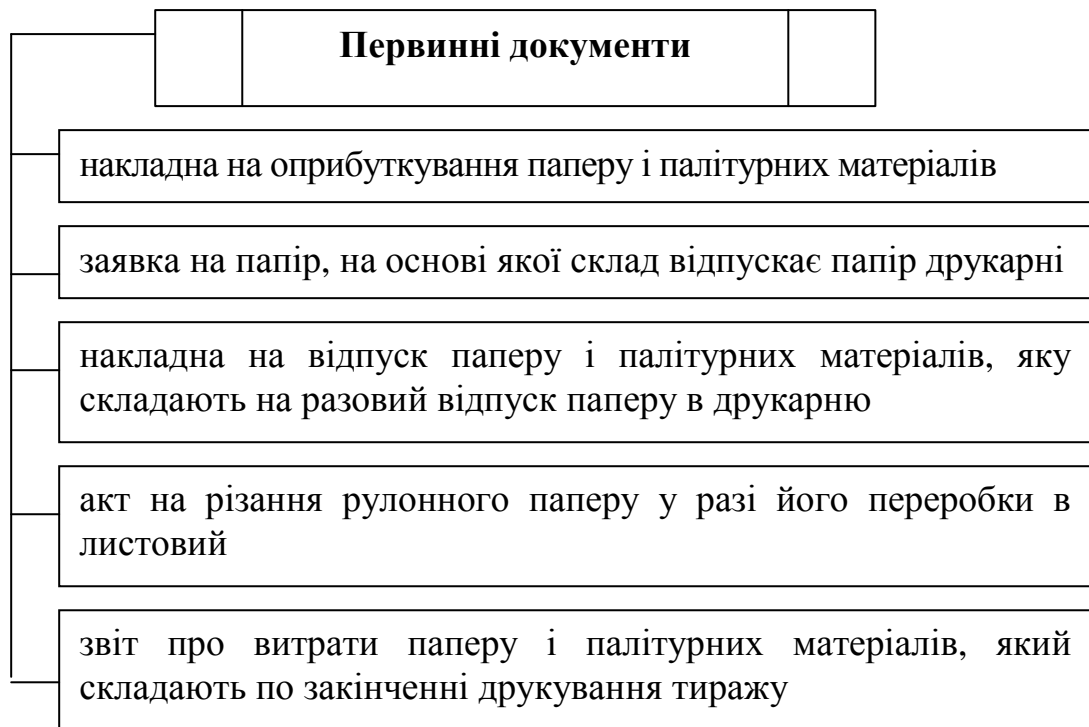 Первинні документи
накладна на оприбуткування паперу і палітурних матеріалів
заявка на папір, на основі якої склад відпускає папір друкарні
накладна на відпуск паперу і палітурних матеріалів, яку
складають на разовий відпуск паперу в друкарню
акт на різання рулонного паперу у разі його переробки в
листовий
звіт про витрати паперу і палітурних матеріалів, який
складають по закінченні друкування тиражу